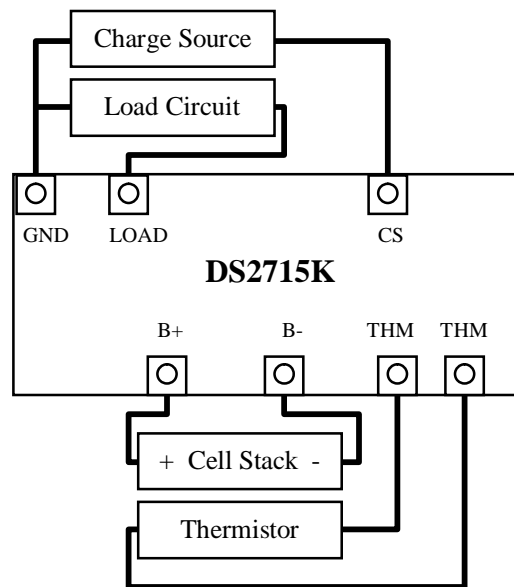 Charge Source
Load Circuit
GND LOAD CS
DS2715K
B+ B- THM THM
+ Cell Stack -
Thermistor